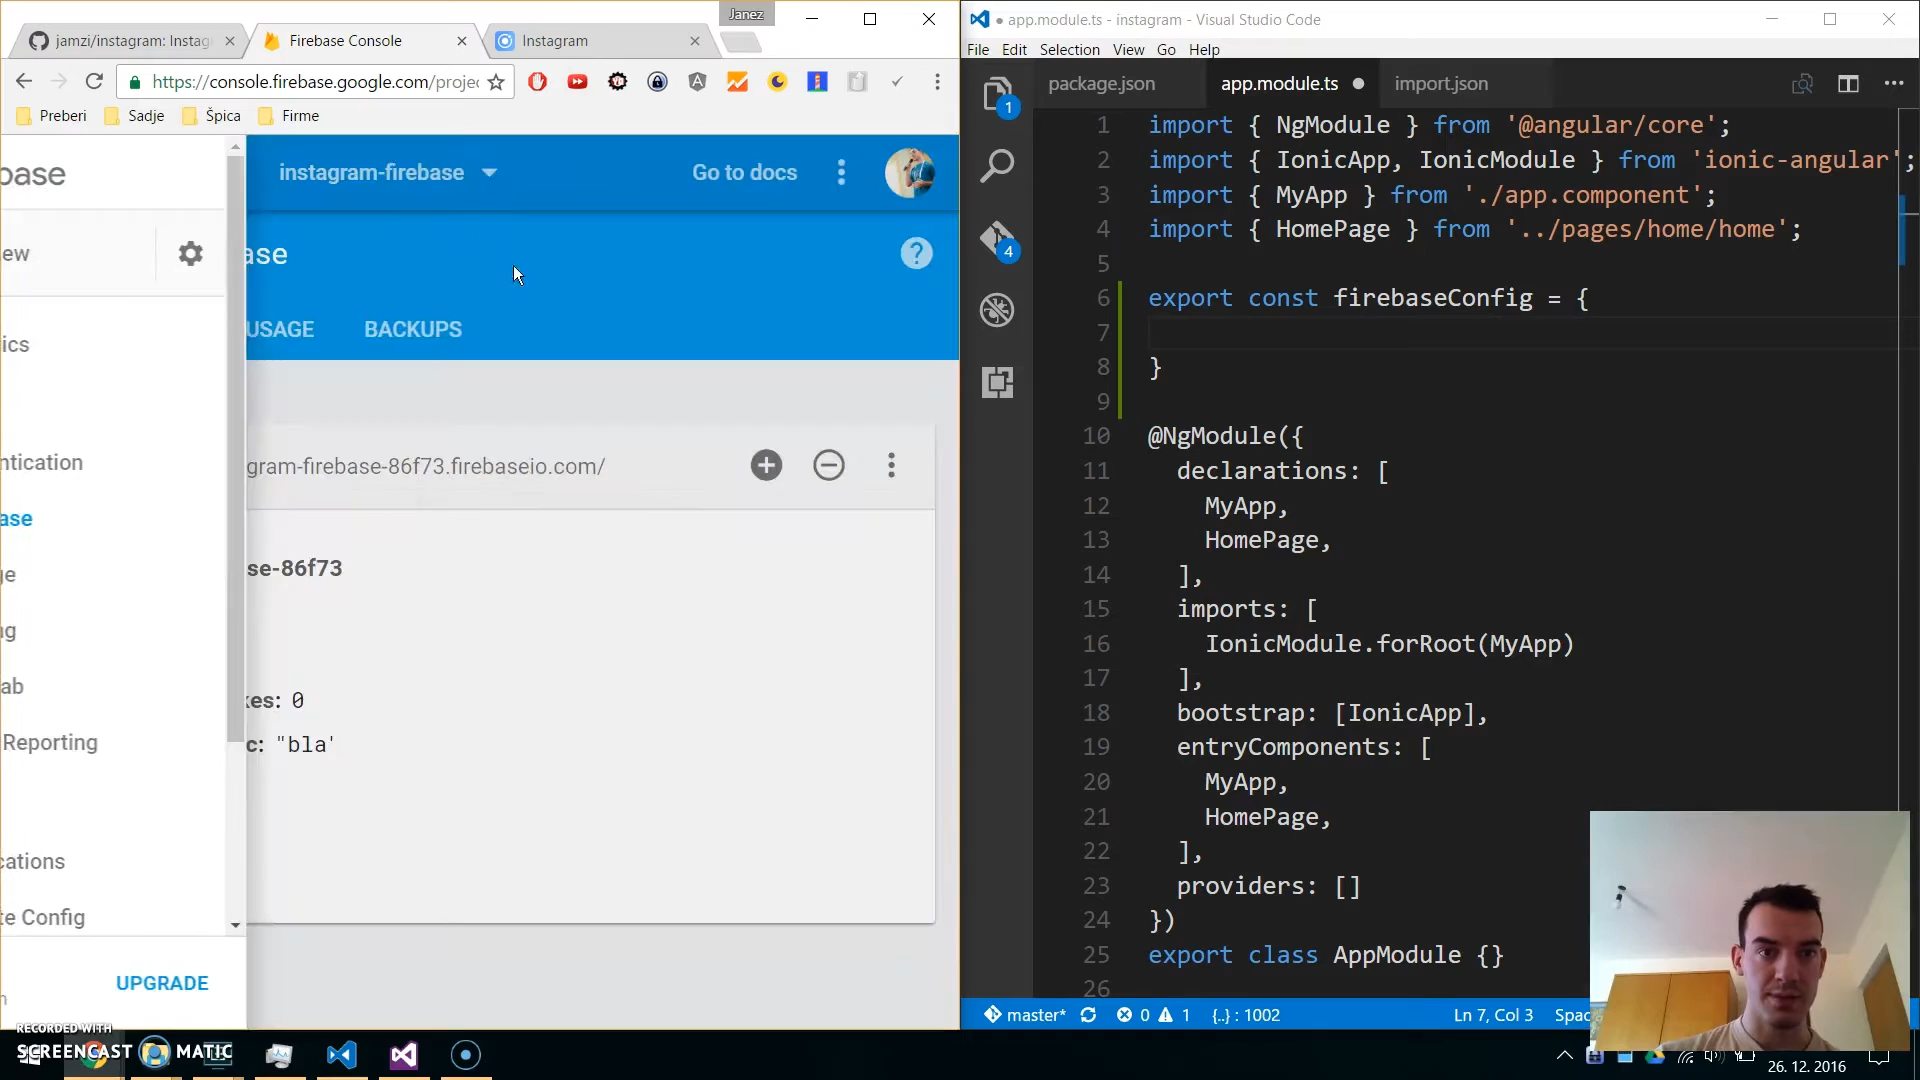 Janez
jamzi/instagram: Instag
Firebase Console
Instagram
https://console.firebase.google.com/proje
Preberi
Sadje
Špica
Firme
base
instagram-firebase
Go to docs
ew
ase
USAGE
BACKUPS
ics
ntication
ase
ge
ng
ab
Reporting
cations
te Config
UPGRADE
gram-firebase-86f73.firebaseio.com/
se-86f73
kes: 0
c: "bla'
app.module.ts - instagram - Visual Studio Code
File Edit Selection View Go Help
package.json
app.module.ts
import.json
1
4
1 import { NgModule } from '@angular/core';
2 import { IonicApp, IonicModule } from 'ionic-angular';
3 import { MyApp } from './app.component';
4 import { HomePage } from '../pages/home/home';
5
6 export const firebaseConfig = {
7
8 }
9
10 @NgModule({
11 declarations: [
12 MyApp,
13 HomePage,
14 ],
15 imports: [
16 IonicModule.forRoot(MyApp)
17 ],
18 bootstrap: [IonicApp],
19 entryComponents: [
20 MyApp,
21 HomePage,
22 ],
23 providers: []
24 })
25 export class AppModule {}
26
master* 0 1 {..} : 1002 Ln 7, Col 3 Spac
RECORDED WITH
SCREENCAST MATIC
26. 12. 2016